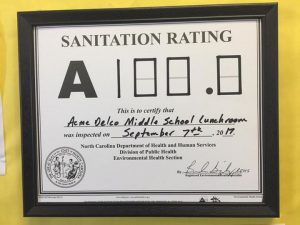 SANITATION RATING
A 100.0
This is to certify that
Acme Delco Middle School Lunchroom
was inspected on September 7th, 2017.
North Carolina Department of Health and Human Services
Division of Public Health
Environmental Health Section